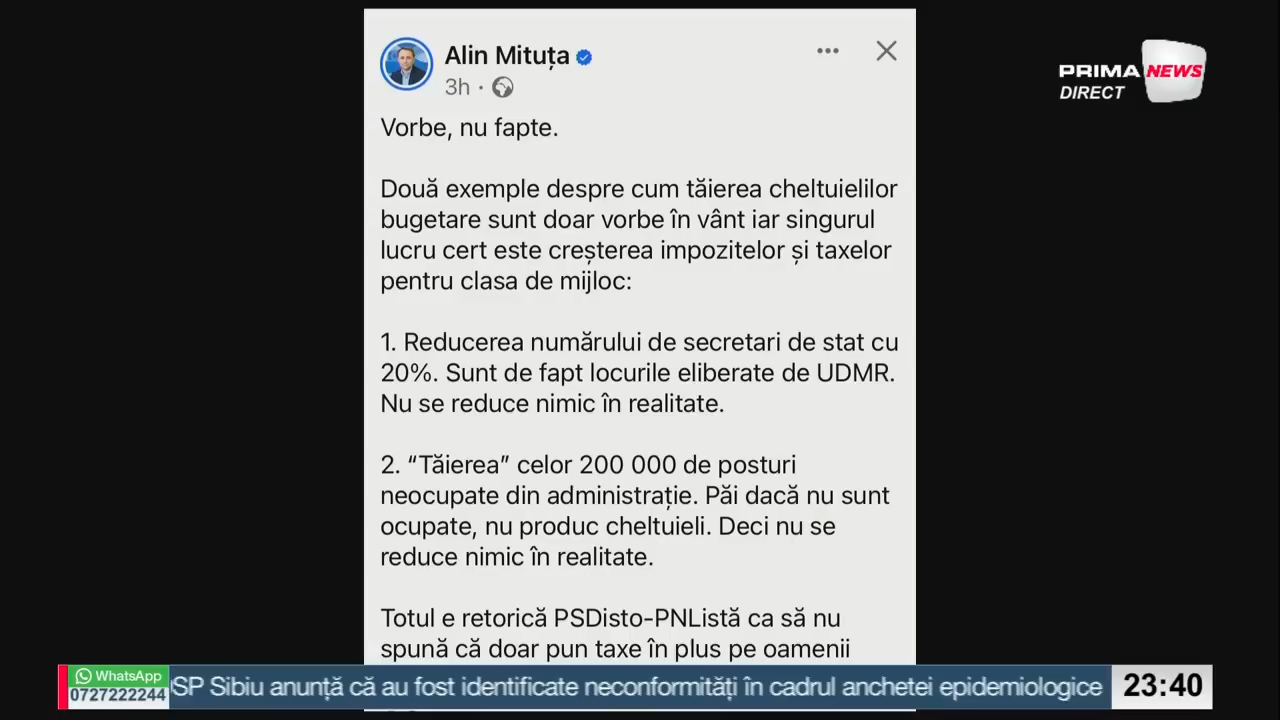 Alin Mituța
3h ·
Vorbe, nu fapte.
Două exemple despre cum tăierea cheltuielilor
bugetare sunt doar vorbe în vânt iar singurul
lucru cert este creșterea impozitelor și taxelor
pentru clasa de mijloc:
1. Reducerea numărului de secretari de stat cu
20%. Sunt de fapt locurile eliberate de UDMR.
Nu se reduce nimic în realitate.
2. “Tăierea” celor 200 000 de posturi
neocupate din administrație. Păi dacă nu sunt
ocupate, nu produc cheltuieli. Deci nu se
reduce nimic în realitate.
Totul e retorică PSDisto-PNListă ca să nu
spună că doar pun taxe în plus pe oamenii
PRIMA NEWS
DIRECT
WhatsApp
0727222244
SP Sibiu anunță că au fost identificate neconformități în cadrul anchetei epidemiologice
23:40